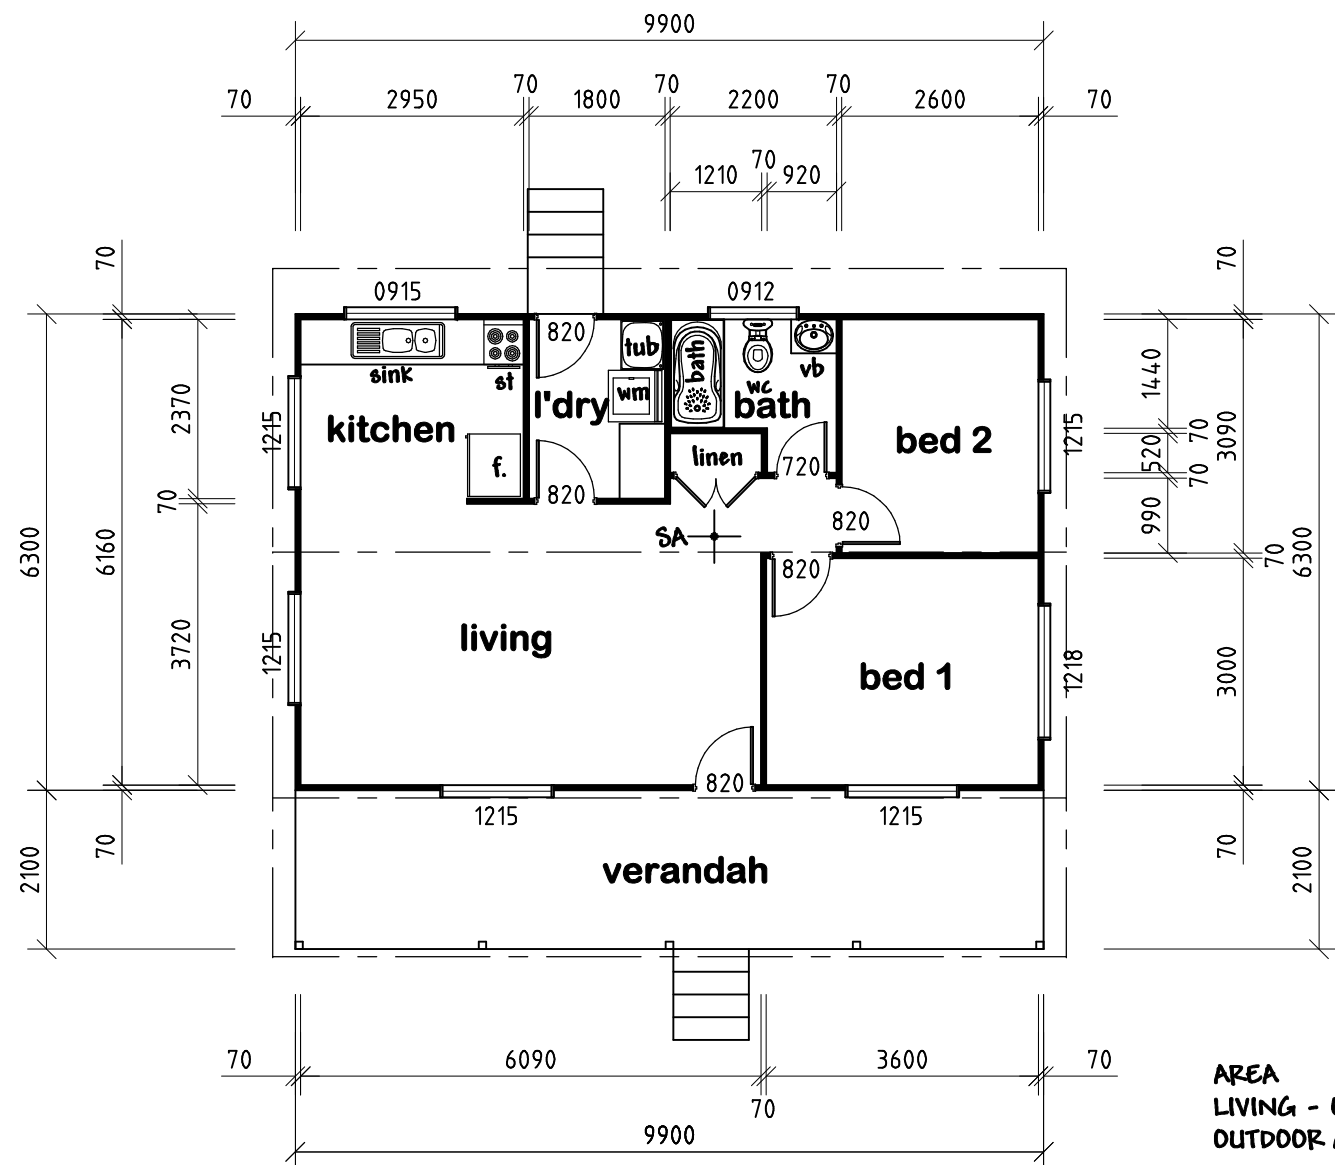 9900
70 2950 70 1800 70 2200 70 2600 70
1210 70 920
70 70
0915 0912
820 tub bath wc vb
sink st
l'dry wm bath
1215 kitchen bed 2 1215
2370 1440
f. linen 720
70 3090
520 70
820 70
990
SA 820
6300 6160 70 6300
820
3720 living
1215 bed 1 1218 3000
820
1215 1215
70 70
2100 verandah 2100
70 6090 3600 70
70
9900
AREA
LIVING -
OUTDOOR